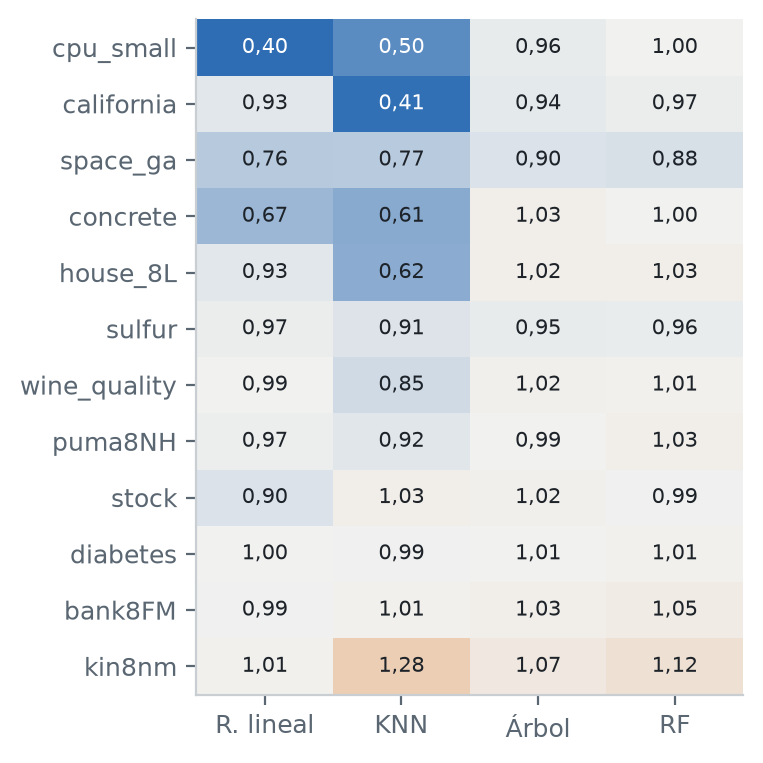 cpu_small 0,40 0,50 0,96 1,00
california 0,93 0,41 0,94 0,97
space_ga 0,76 0,77 0,90 0,88
concrete 0,67 0,61 1,03 1,00
house_8L 0,93 0,62 1,02 1,03
sulfur 0,97 0,91 0,95 0,96
wine_quality 0,99 0,85 1,02 1,01
puma8NH 0,97 0,92 0,99 1,03
stock 0,90 1,03 1,02 0,99
diabetes 1,00 0,99 1,01 1,01
bank8FM 0,99 1,01 1,03 1,05
kin8nm 1,01 1,28 1,07 1,12
R. lineal KNN Árbol RF